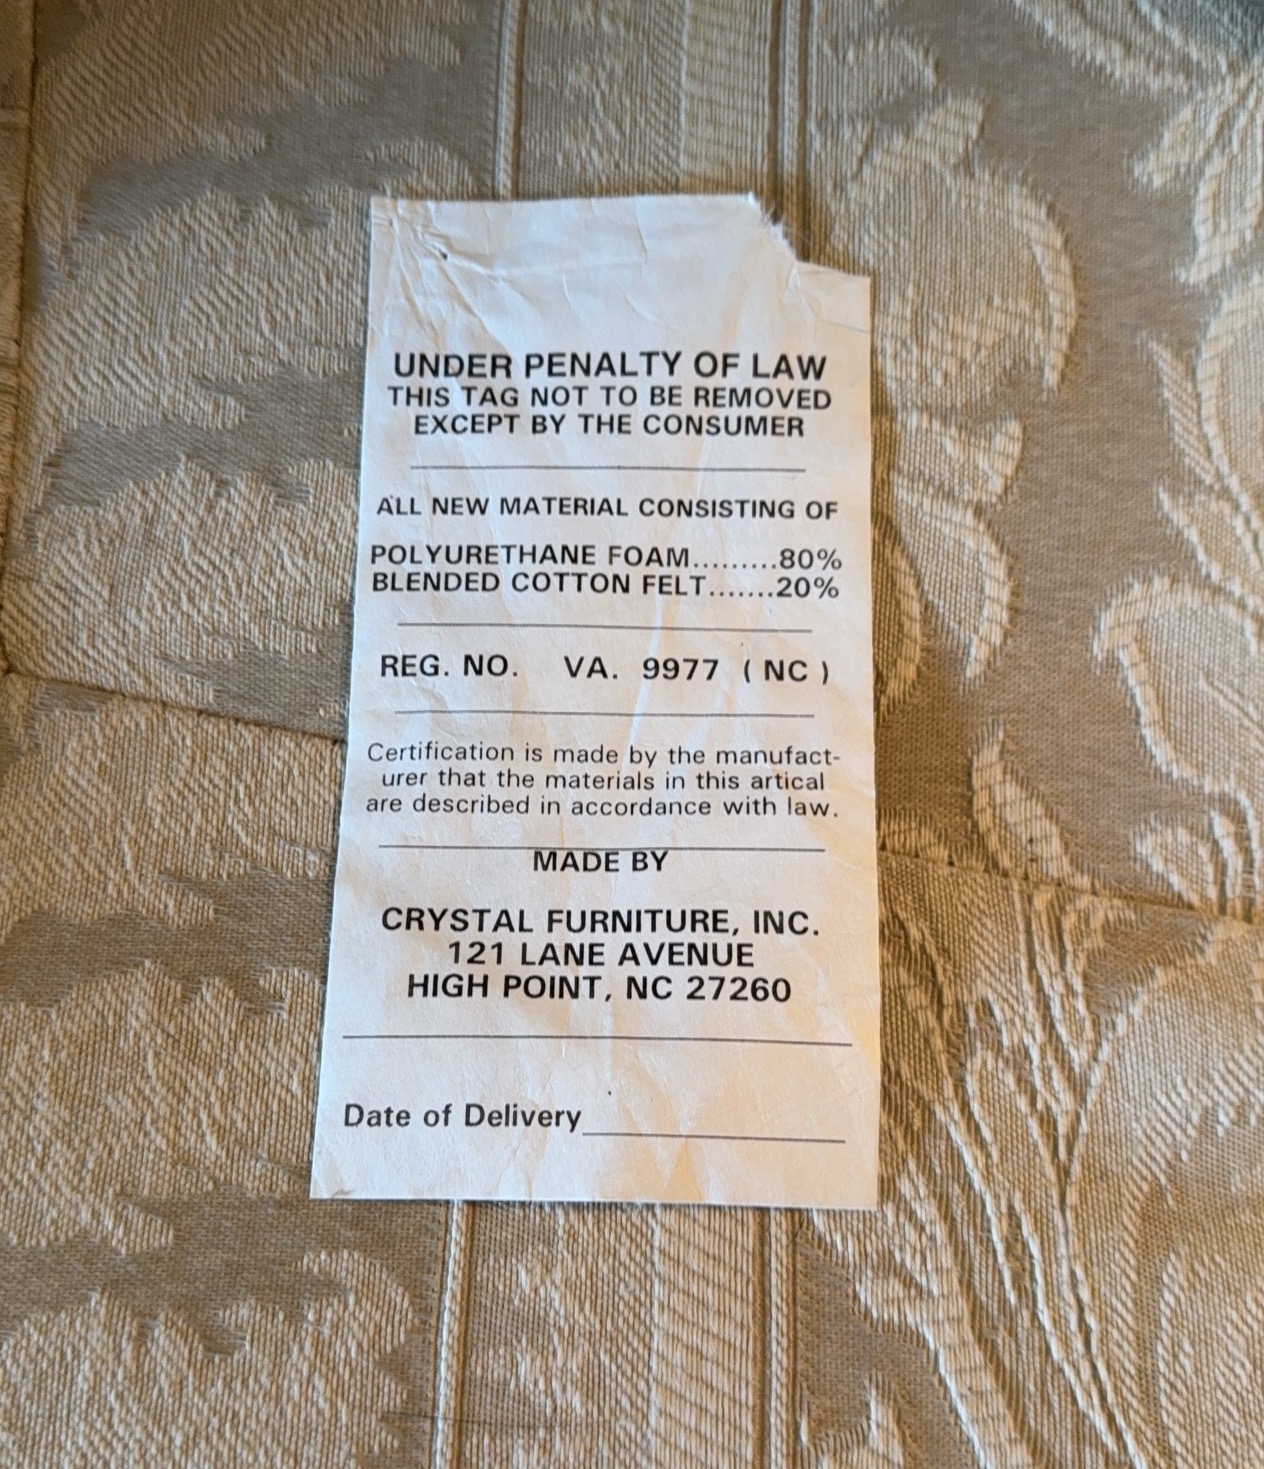 UNDER PENALTY OF LAW
THIS TAG NOT TO BE REMOVED
EXCEPT BY THE CONSUMER
ALL NEW MATERIAL CONSISTING OF
POLYURETHANE FOAM.........80%
BLENDED COTTON FELT.......20%
REG. NO. VA. 9977 ( NC )
Certification is made by the manufact-
urer that the materials in this artical
are described in accordance with law.
MADE BY
CRYSTAL FURNITURE, INC.
121 LANE AVENUE
HIGH POINT, NC 27260
Date of Delivery